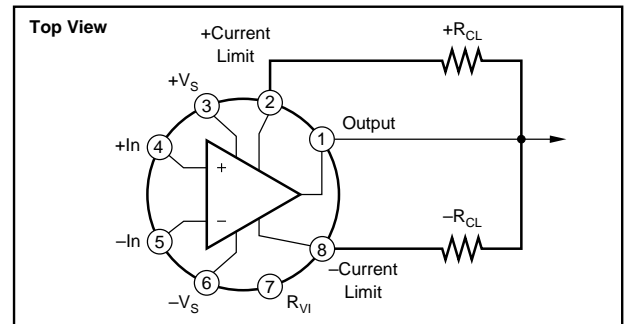 Top View
+Current
Limit
+R_CL
+V_S
3
2
1
Output
+In
4
+
–
–In
5
8
–R_CL
6
7
–Current
Limit
–V_S
R_VI